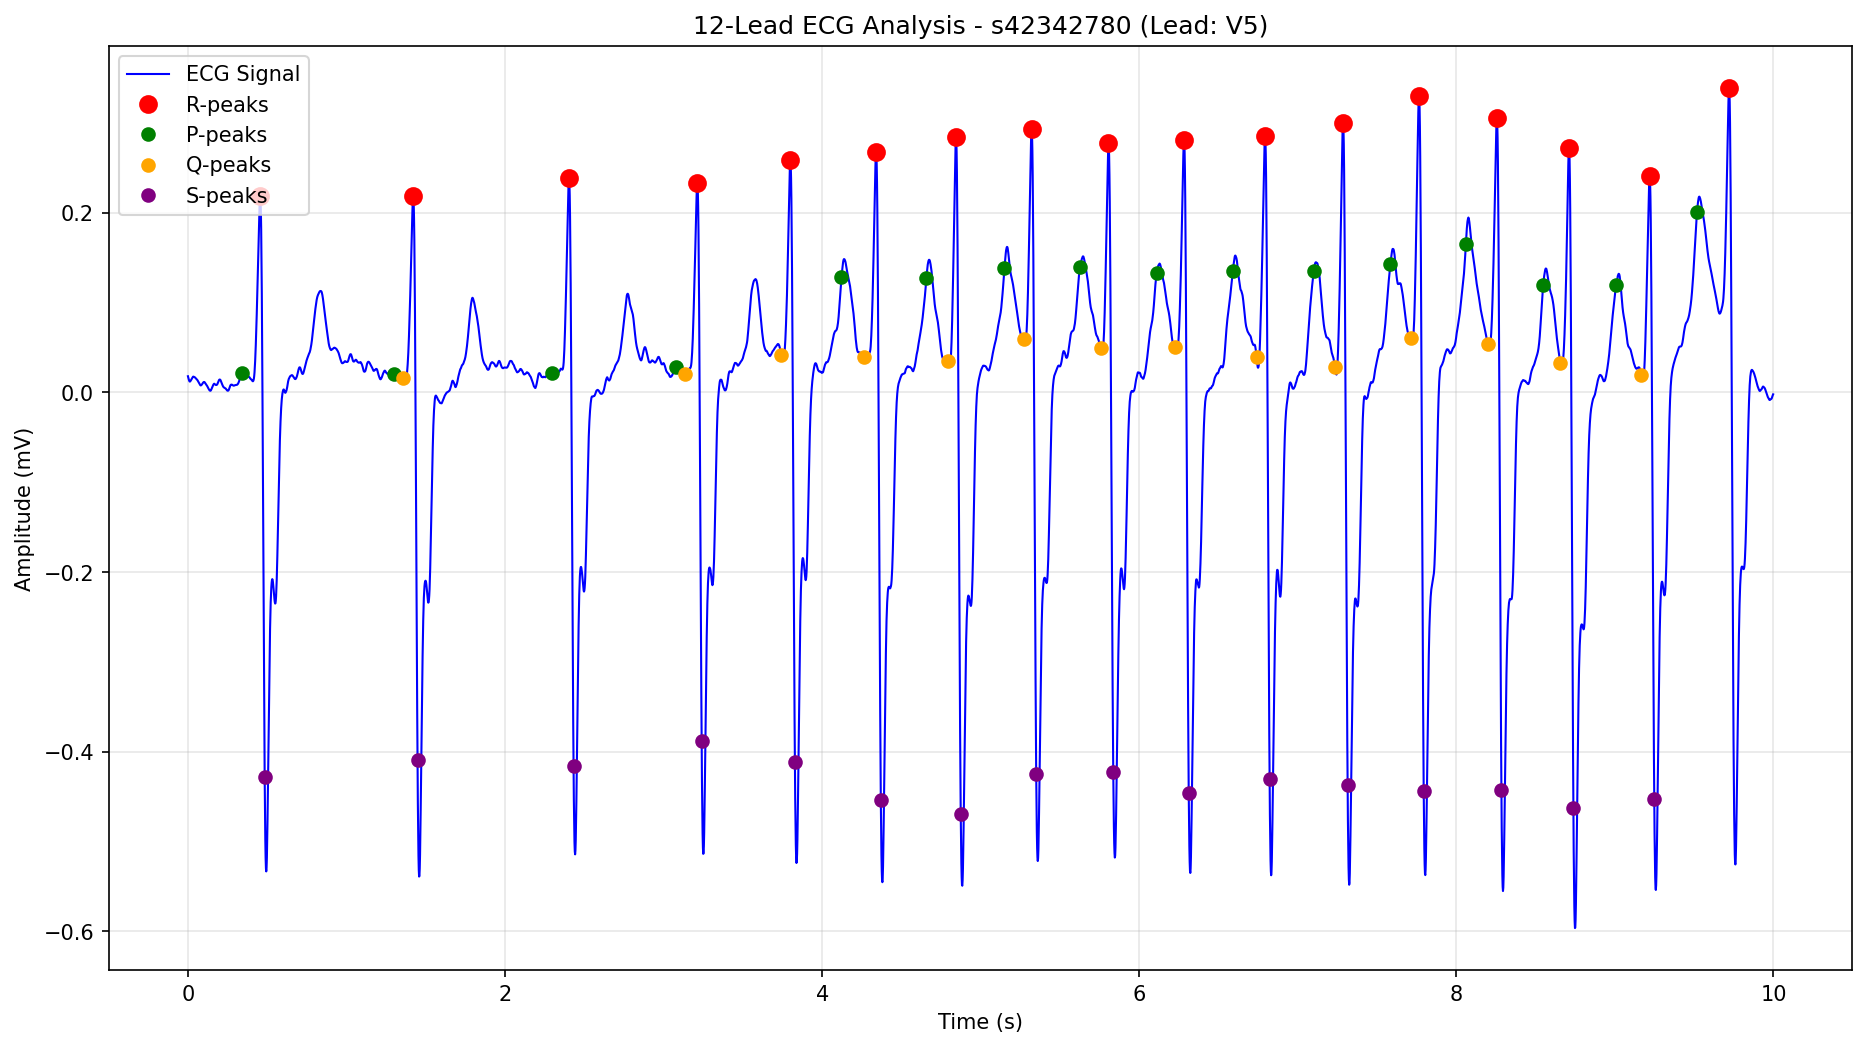 12-Lead ECG Analysis - s42342780 (Lead: V5)
ECG Signal
R-peaks
P-peaks
Q-peaks
S-peaks
0.2
0.0
−0.2
−0.4
−0.6
Amplitude (mV)
0 2 4 6 8 10
Time (s)